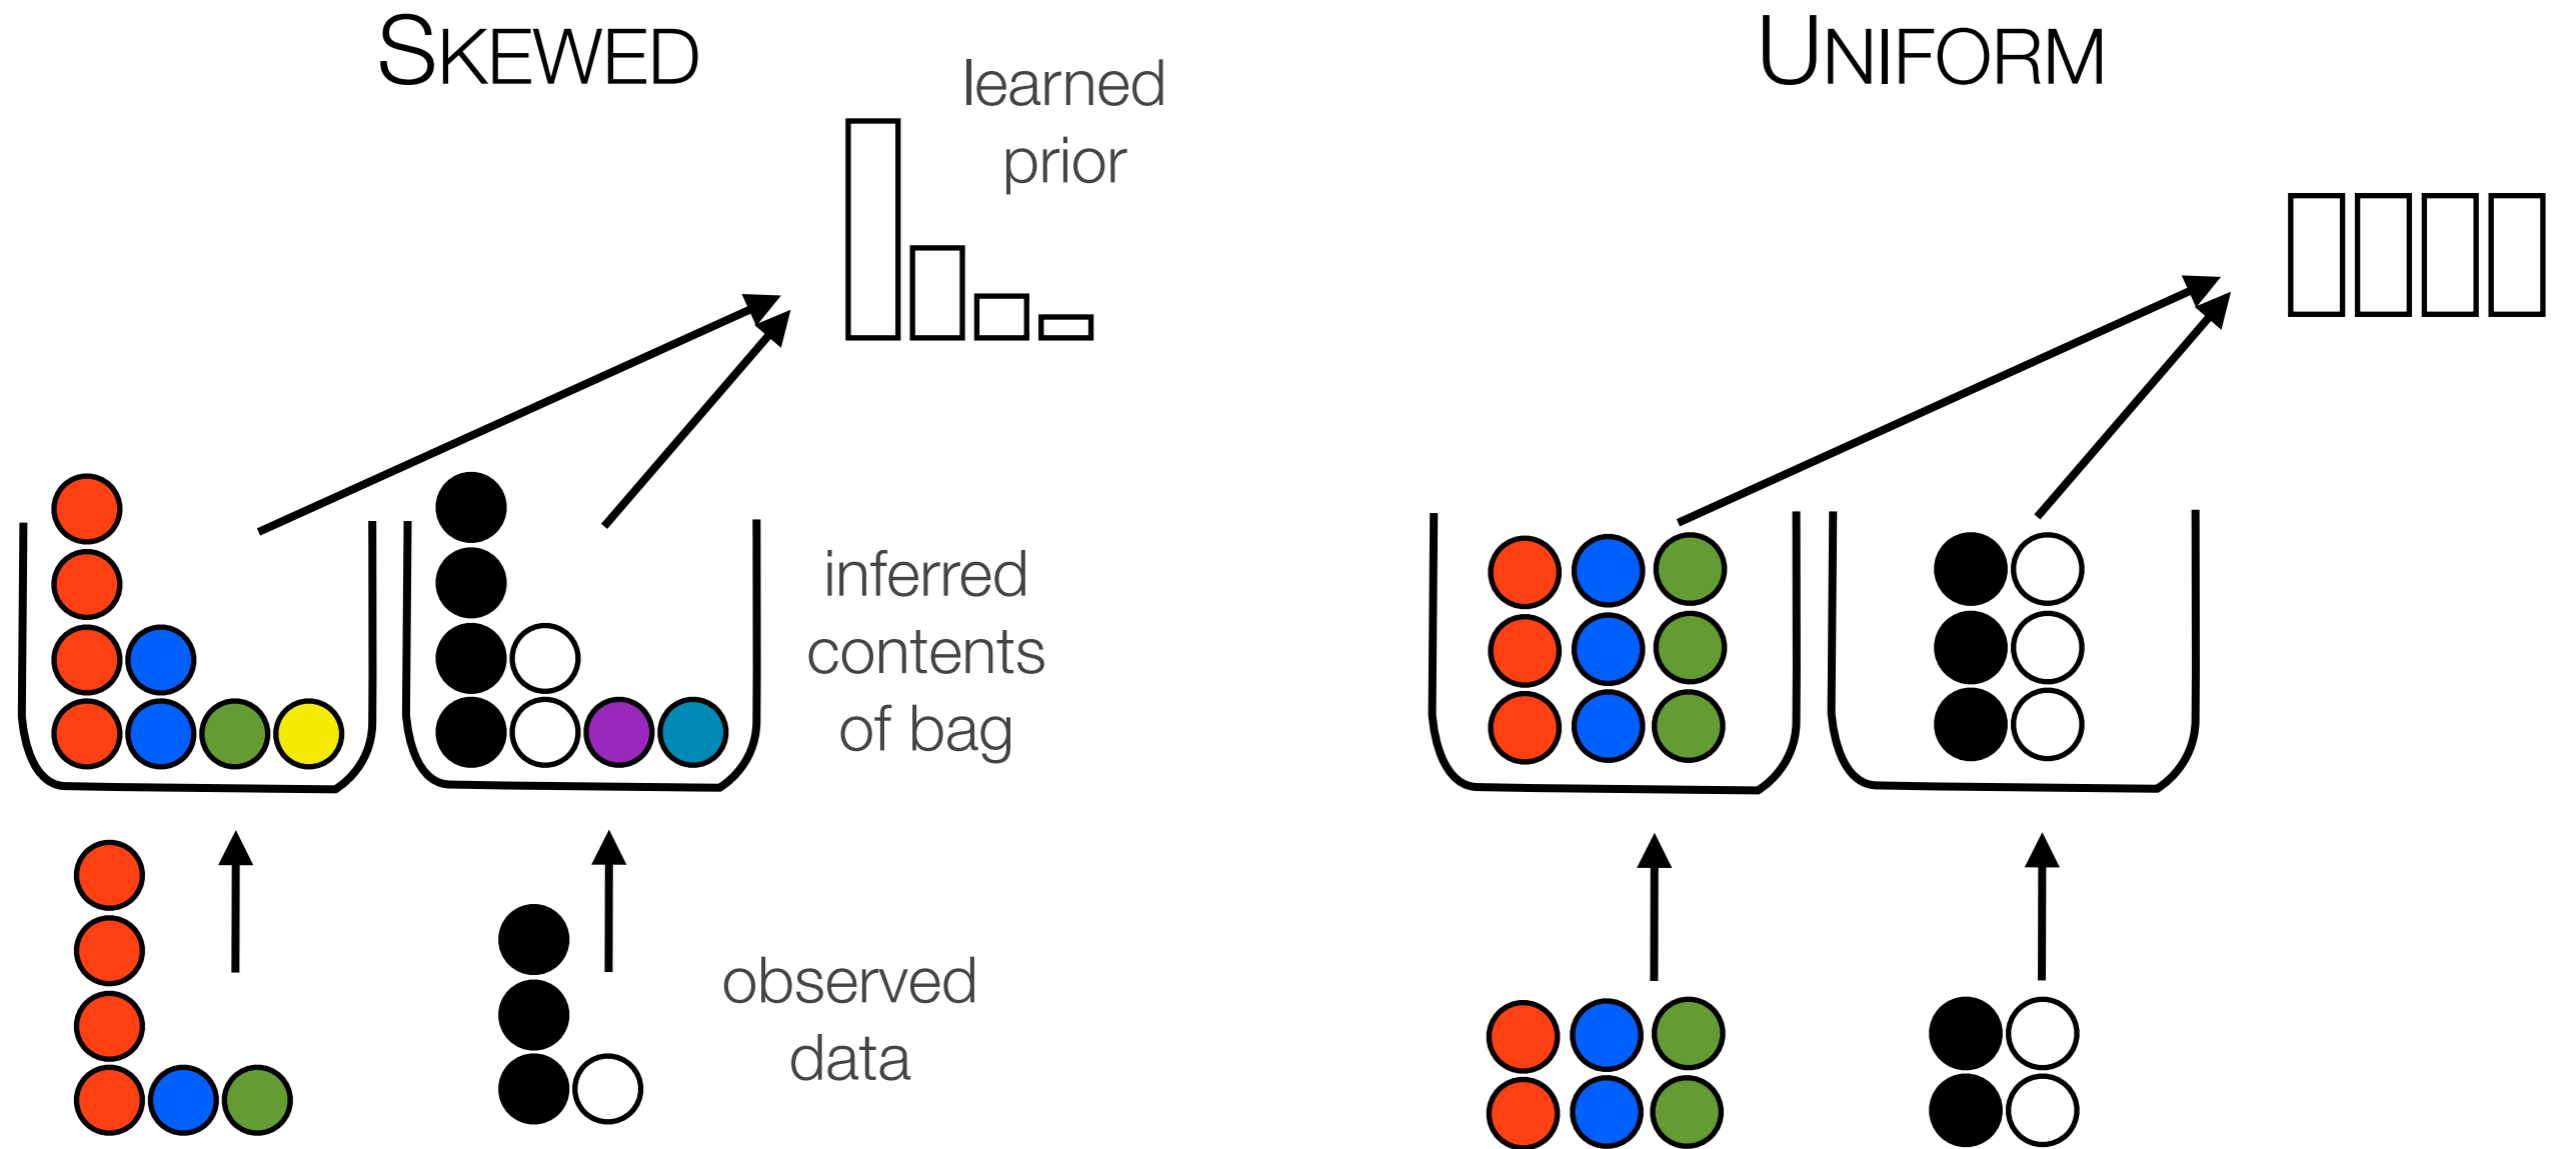 SKEWED
UNIFORM
learned
prior
inferred
contents
of bag
observed
data